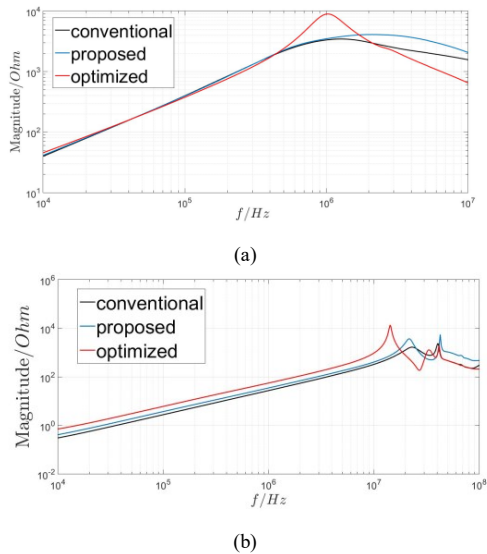 10^4
Magnitude/Ohm
10^3
10^2
10^1
conventional
proposed
optimized
10^4 10^5 10^6 10^7
f/Hz
(a)
10^6
Magnitude/Ohm
10^4
10^2
10^0
10^-2
conventional
proposed
optimized
10^4 10^5 10^6 10^7 10^8
f/Hz
(b)